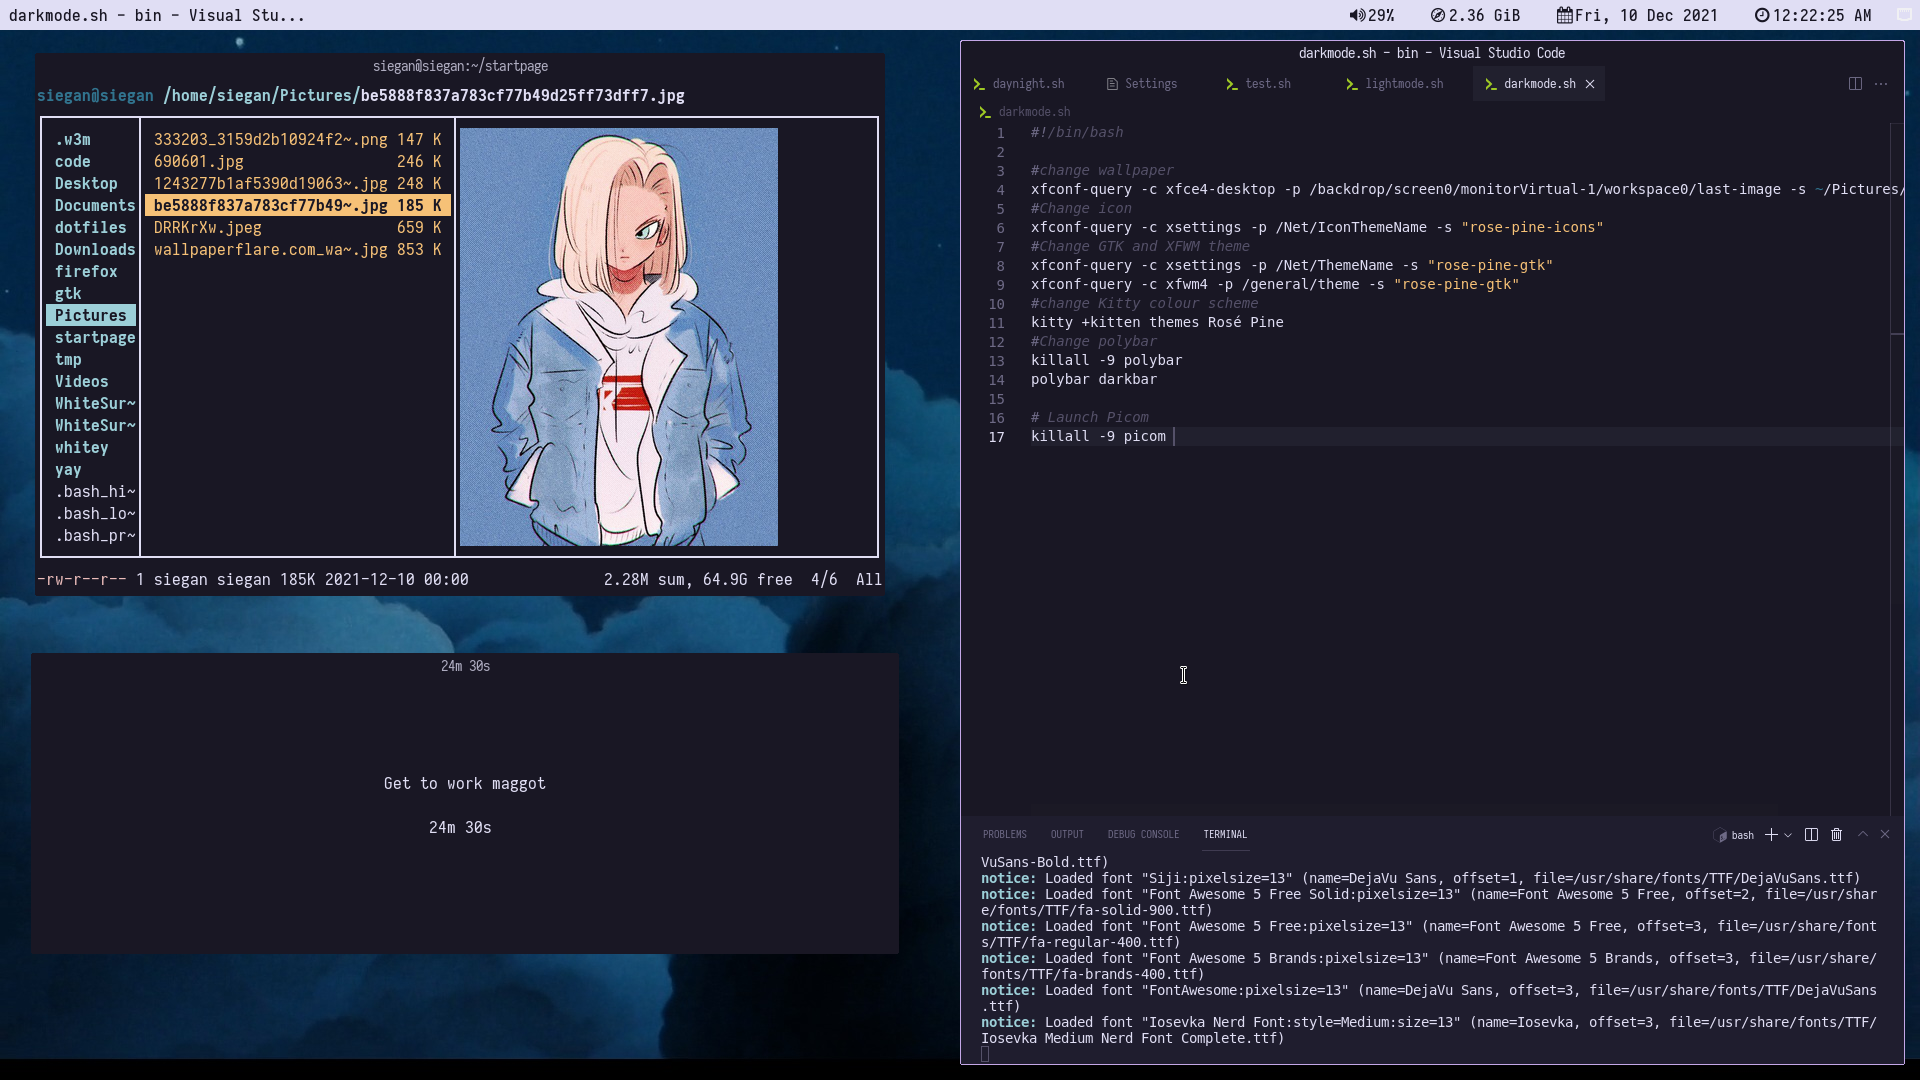 darkmode.sh - bin - Visual Stu...
29%
2.36 GiB
Fri, 10 Dec 2021
12:22:25 AM
siegan@siegan:~/startpage
siegan@siegan /home/siegan/Pictures/be5888f837a783cf77b49d25ff73dff7.jpg
.w3m
code
Desktop
Documents
dotfiles
Downloads
firefox
gtk
Pictures
startpage
tmp
Videos
WhiteSur~
WhiteSur~
whitey
yay
.bash_hi~
.bash_lo~
.bash_pr~
333203_3159d2b10924f2~.png 147 K
690601.jpg 246 K
1243277b1af5390d19063~.jpg 248 K
be5888f837a783cf77b49~.jpg 185 K
DRRKrXw.jpeg 659 K
wallpaperflare.com_wa~.jpg 853 K
-rw-r--r-- 1 siegan siegan 185K 2021-12-10 00:00
2.28M sum, 64.9G free 4/6 All
24m 30s
Get to work maggot
24m 30s
darkmode.sh - bin - Visual Studio Code
daynight.sh
Settings
test.sh
lightmode.sh
darkmode.sh
darkmode.sh
1 #!/bin/bash
2
3 #change wallpaper
4 xfconf-query -c xfce4-desktop -p /backdrop/screen0/monitorVirtual-1/workspace0/last-image -s ~/Pictures/
5 #Change icon
6 xfconf-query -c xsettings -p /Net/IconThemeName -s "rose-pine-icons"
7 #Change GTK and XFWM theme
8 xfconf-query -c xsettings -p /Net/ThemeName -s "rose-pine-gtk"
9 xfconf-query -c xfwm4 -p /general/theme -s "rose-pine-gtk"
10 #change Kitty colour scheme
11 kitty +kitten themes Rosé Pine
12 #Change polybar
13 killall -9 polybar
14 polybar darkbar
15
16 # Launch Picom
17 killall -9 picom
PROBLEMS
OUTPUT
DEBUG CONSOLE
TERMINAL
bash
VuSans-Bold.ttf)
notice: Loaded font "Siji:pixelsize=13" (name=DejaVu Sans, offset=1, file=/usr/share/fonts/TTF/DejaVuSans.ttf)
notice: Loaded font "Font Awesome 5 Free Solid:pixelsize=13" (name=Font Awesome 5 Free, offset=2, file=/usr/shar
e/fonts/TTF/fa-solid-900.ttf)
notice: Loaded font "Font Awesome 5 Free:pixelsize=13" (name=Font Awesome 5 Free, offset=3, file=/usr/share/font
s/TTF/fa-regular-400.ttf)
notice: Loaded font "Font Awesome 5 Brands:pixelsize=13" (name=Font Awesome 5 Brands, offset=3, file=/usr/share/
fonts/TTF/fa-brands-400.ttf)
notice: Loaded font "FontAwesome:pixelsize=13" (name=DejaVu Sans, offset=3, file=/usr/share/fonts/TTF/DejaVuSans
.ttf)
notice: Loaded font "Iosevka Nerd Font:style=Medium:size=13" (name=Iosevka, offset=3, file=/usr/share/fonts/TTF/
Iosevka Medium Nerd Font Complete.ttf)